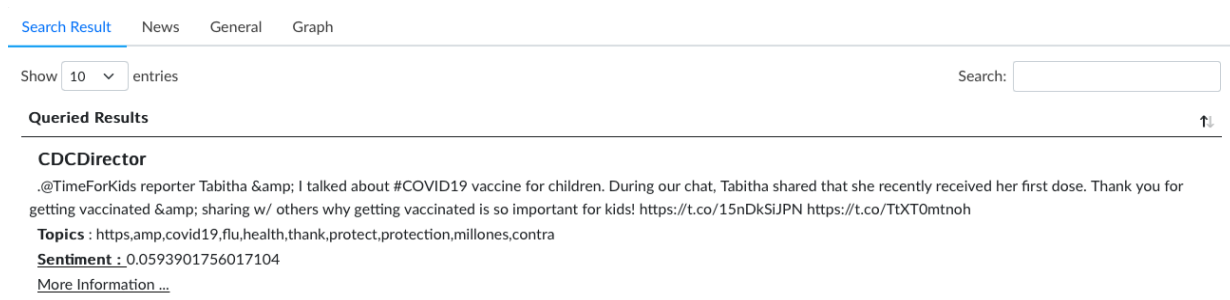 Search Result News General Graph
Show 10 entries Search:
Queried Results
CDCDirector
.@TimeForKids reporter Tabitha &amp; I talked about #COVID19 vaccine for children. During our chat, Tabitha shared that she recently received her first dose. Thank you for
getting vaccinated &amp; sharing w/ others why getting vaccinated is so important for kids! https://t.co/15nDkSiJPN https://t.co/TtXT0mtnoh
Topics : https,amp,covid19,flu,health,thank,protect,protection,millones,contra
Sentiment : 0.0593901756017104
More Information ...